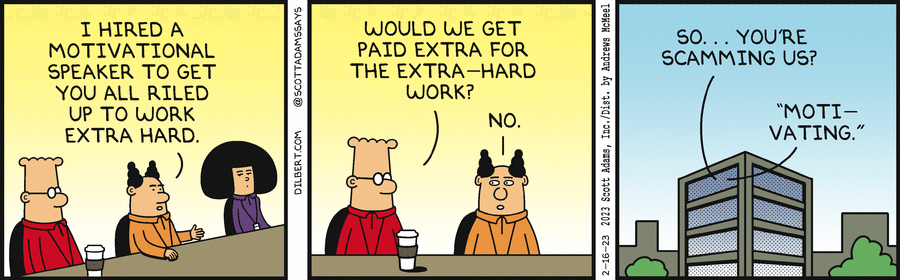 I HIRED A
MOTIVATIONAL
SPEAKER TO GET
YOU ALL RILED
UP TO WORK
EXTRA HARD.
DILBERT.COM @SCOTTADAMSSAYS
WOULD WE GET
PAID EXTRA FOR
THE EXTRA—HARD
WORK?
NO.
2-16-23 2023 Scott Adams, Inc./Dist. by Andrews McMeel
SO... YOU'RE
SCAMMING US?
"MOTI—
VATING."